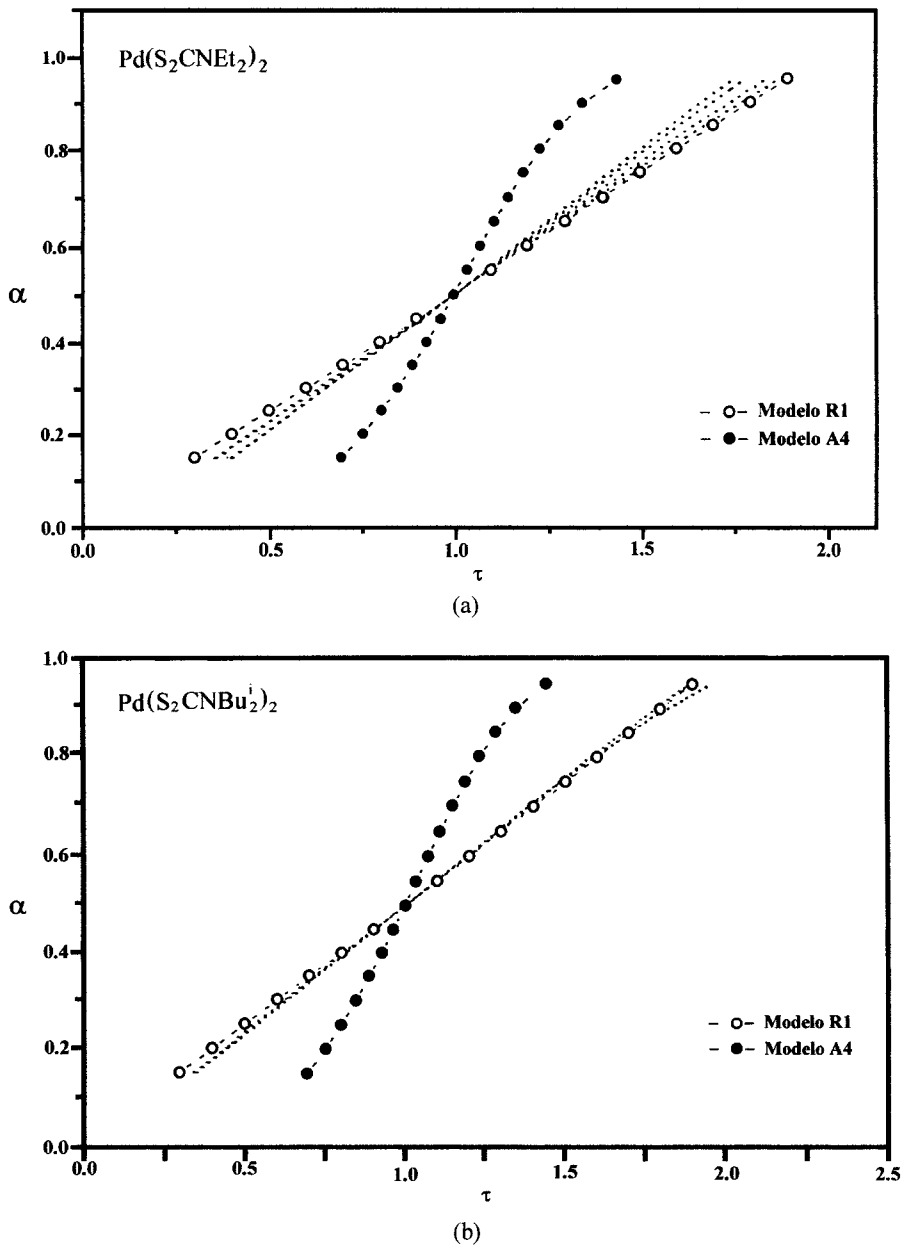 Pd(S₂CNEt₂)₂
1.0
0.8
0.6
α
0.4
0.2
0.0
Modelo R1
Modelo A4
0.0 0.5 1.0 1.5 2.0
τ
(a)
1.0
Pd(S₂CNBuⁱ₂)₂
0.8
0.6
α
0.4
0.2
0.0
Modelo R1
Modelo A4
0.0 0.5 1.0 1.5 2.0 2.5
τ
(b)